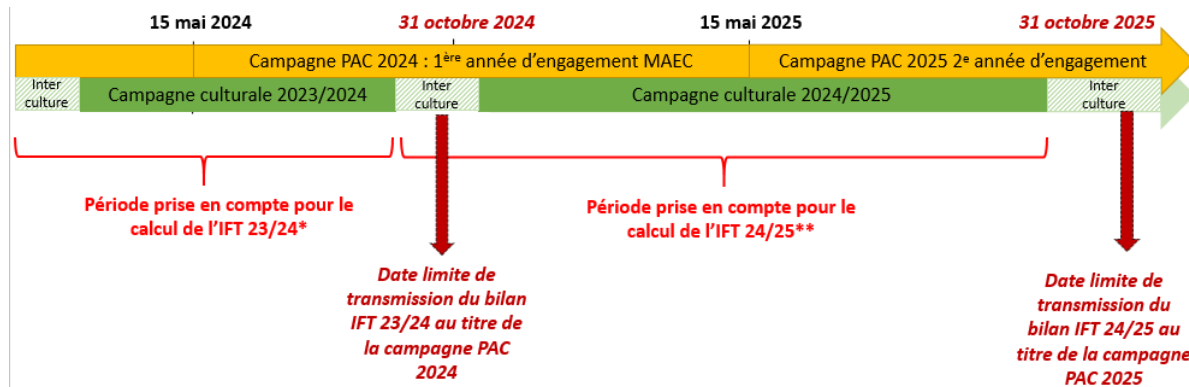 15 mai 2024
31 octobre 2024
15 mai 2025
31 octobre 2025
Campagne PAC 2024 : 1ère année d’engagement MAEC
Campagne PAC 2025 2e année d’engagement
Inter
culture
Campagne culturale 2023/2024
Inter
culture
Campagne culturale 2024/2025
Inter
culture
Période prise en compte pour le
calcul de l’IFT 23/24*
Période prise en compte pour le
calcul de l’IFT 24/25**
Date limite de
transmission du bilan
IFT 23/24 au titre de
la campagne PAC
2024
Date limite de
transmission du
bilan IFT 24/25 au
titre de la campagne
PAC 2025